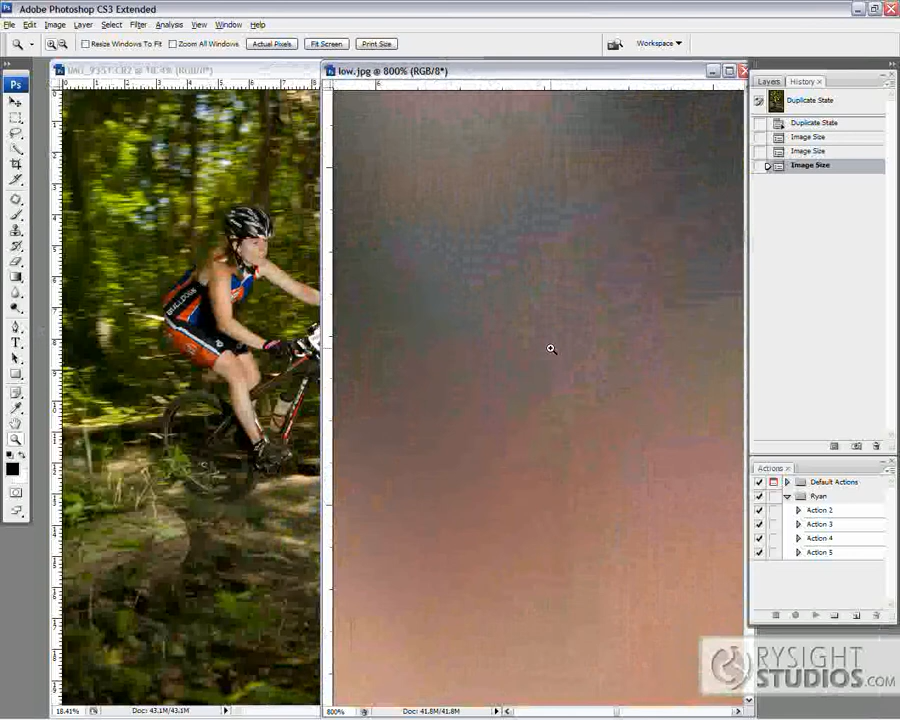 Adobe Photoshop CS3 Extended
File Edit Image Layer Select Filter Analysis View Window Help
Resize Windows To Fit Zoom All Windows Actual Pixels Fit Screen Print Size Workspace
Ps
low.jpg @ 800% (RGB/8*)
Layers History
Duplicate State
Duplicate State
Image Size
Image Size
Image Size
BULLDOGS
Actions
Default Actions
Ryan
Action 2
Action 3
Action 4
Action 5
18.41% Doc: 43.1M/43.1M
800% Doc: 41.8M/41.8M
RYSIGHT
STUDIOS.COM